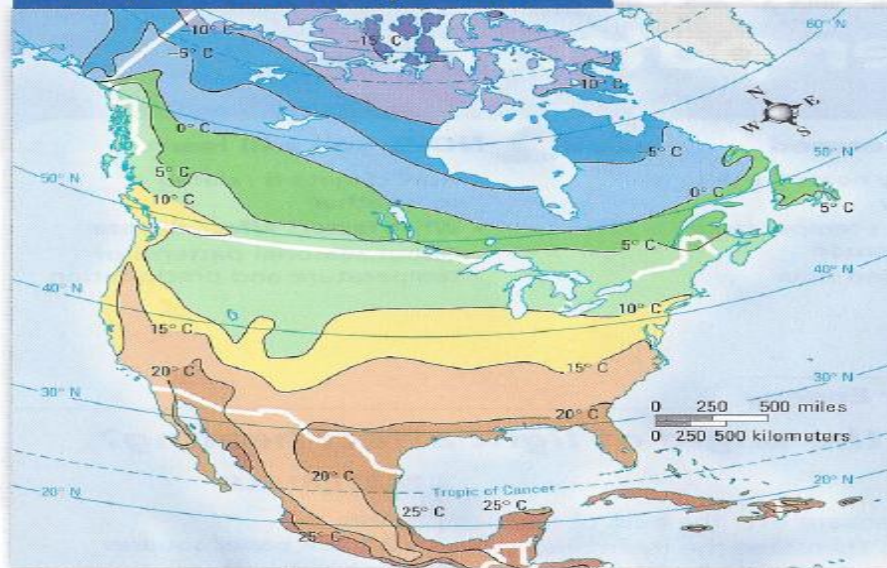 10° C
15° C
60° N
-5° C
10° C
N
E
W
S
0° C
-5° C
50° N
5° C
0° C
50° N
10° C
5° C
5° C
40° N
40° N
10° C
15° C
15° C
20° C
30° N
30° N
20° C
0 250 500 miles
0 250 500 kilometers
20° C
20° N
Tropic of Cancer
20° N
25° C
25° C
25° C